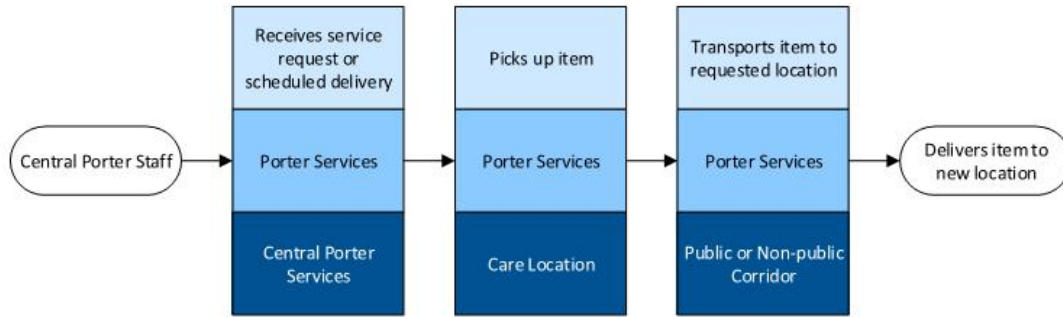 Central Porter Staff
Receives service
request or
scheduled delivery
Porter Services
Central Porter
Services
Picks up item
Porter Services
Care Location
Transports item to
requested location
Porter Services
Public or Non-public
Corridor
Delivers item to
new location